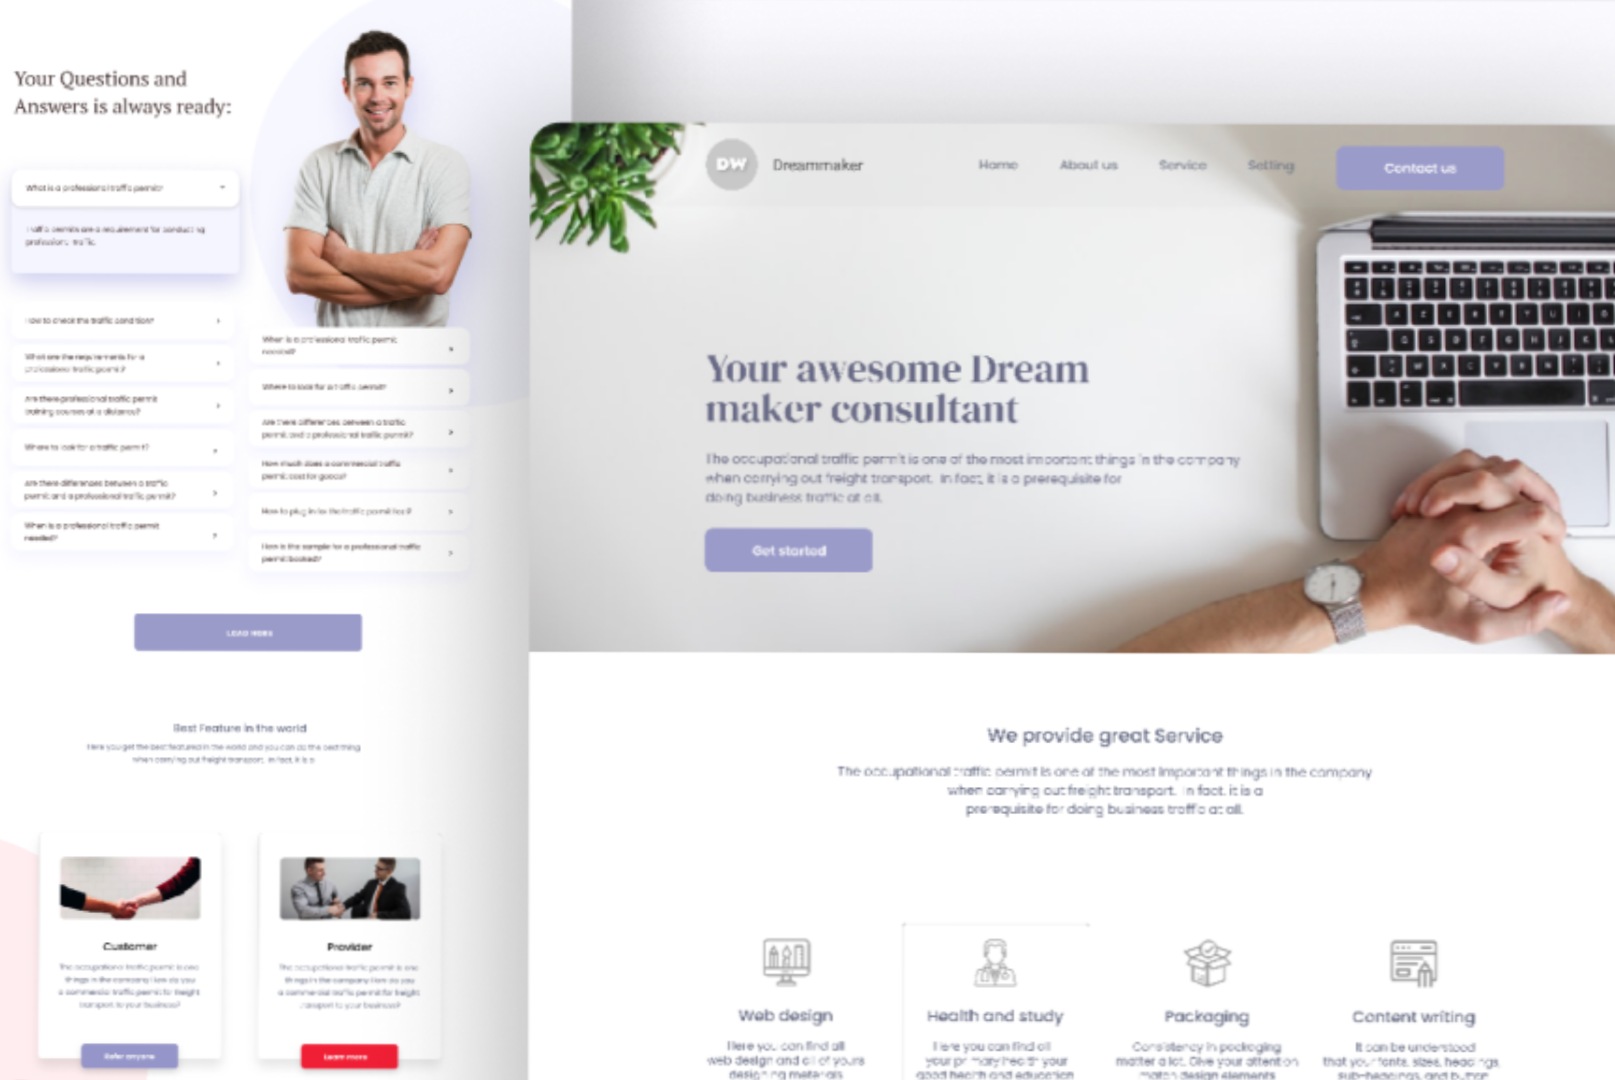 Your Questions and
Answers is always ready:
What is a professional traffic permit?
Traffic permits are a requirement for conducting
professional traffic.
How to check the traffic condition?
What are the requirements for a
professional traffic permit?
Are there professional traffic permit
training courses at a distance?
Where to look for a traffic permit?
Are there differences between a traffic
permit and a professional traffic permit?
When is a professional traffic permit
needed?
When is a professional traffic permit
needed?
Where to look for a traffic permit?
Are there differences between a traffic
permit and a professional traffic permit?
How much does a commercial traffic
permit cost for goods?
How to plug in for the traffic permit
How is the sample for a professional traffic
permit booked?
LOAD MORE
Best Feature in the world
Here you get the best featured in the world and you can do the best thing
when carrying out freight transport. In fact, it is a
Customer
The occupational traffic permit is one
things in the company How do you
a commercial traffic permit for freight
transport to your business?
Refer anyone
Provider
The occupational traffic permit is one
things in the company How do you
a commercial traffic permit for freight
transport to your business?
Learn more
DW
Dreammaker
Home
About us
Service
Setting
Contact us
Your awesome Dream
maker consultant
The occupational traffic permit is one of the most important things in the company
when carrying out freight transport. In fact, it is a prerequisite for
doing business traffic at all.
Get started
We provide great Service
The occupational traffic permit is one of the most important things in the company
when carrying out freight transport. In fact, it is a
prerequisite for doing business traffic at all.
Web design
Here you can find all
web design and all of yours
designing materials
Health and study
Here you can find all
your primary health your
good health and education
Packaging
Consistency in packaging
matter a lot. Give your attention
match design elements
Content writing
It can be understood
that your fonts, sizes, headings,
sub-headings, and button